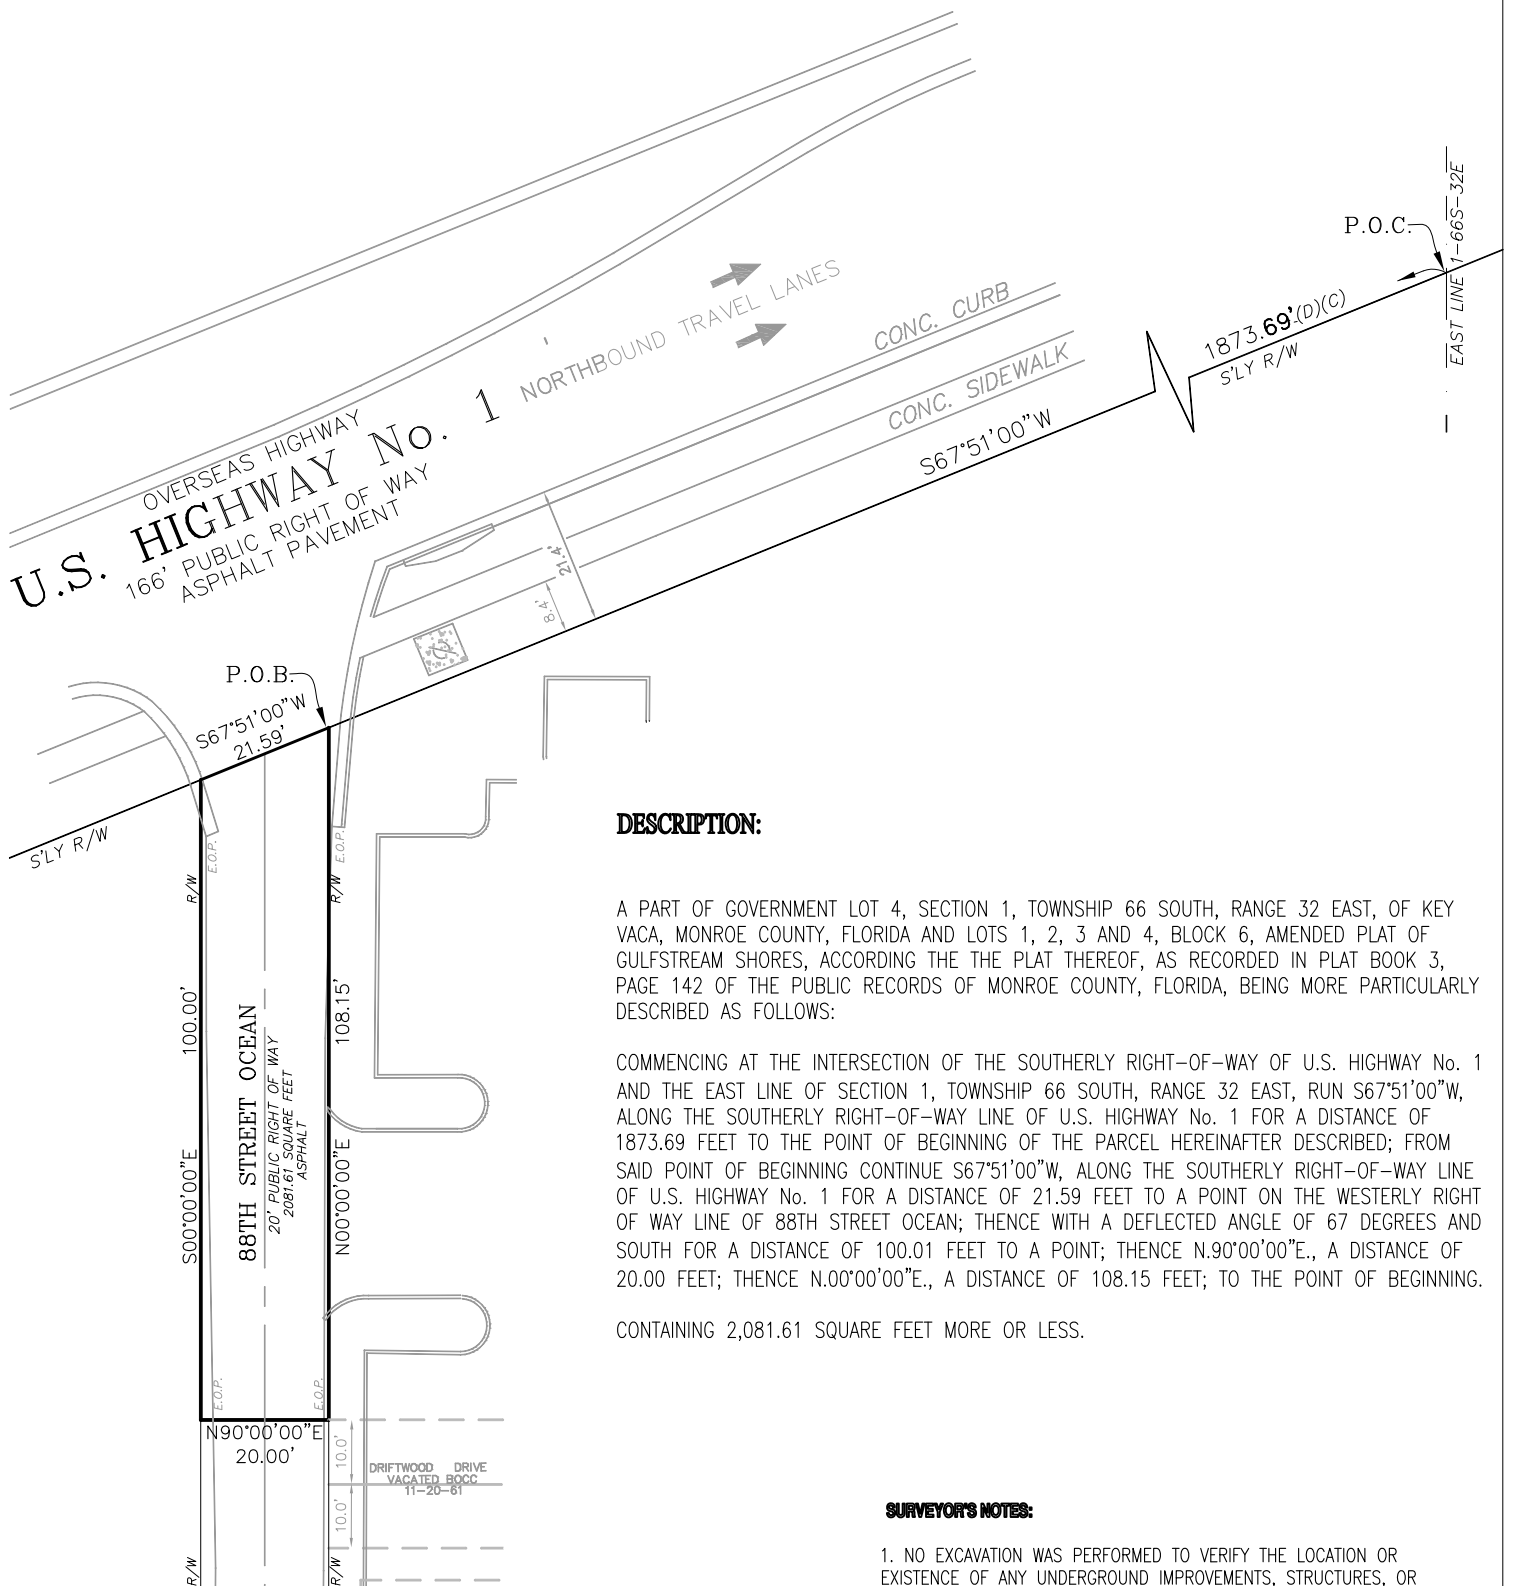 EAST LINE 1-66S-32E
P.O.C.
1873.69'(D)(C)
S'LY R/W
NORTHBOUND TRAVEL LANES
CONC. CURB
CONC. SIDEWALK
S67°51'00"W
OVERSEAS HIGHWAY
U.S. HIGHWAY No. 1
166' PUBLIC RIGHT OF WAY
ASPHALT PAVEMENT
21.4'
8.4'
P.O.B.
S67°51'00"W
21.59'
S'LY R/W
E.O.P.
E.O.P.
R/W
R/W
100.00'
S00°00'00"E
88TH STREET OCEAN
20' PUBLIC RIGHT OF WAY
2081.61 SQUARE FEET
ASPHALT
108.15'
N00°00'00"E
E.O.P.
E.O.P.
N90°00'00"E
20.00'
10.0'
DRIFTWOOD DRIVE
VACATED BOCC
11-20-61
10.0'
R/W
R/W
DESCRIPTION:
A PART OF GOVERNMENT LOT 4, SECTION 1, TOWNSHIP 66 SOUTH, RANGE 32 EAST, OF KEY
VACA, MONROE COUNTY, FLORIDA AND LOTS 1, 2, 3 AND 4, BLOCK 6, AMENDED PLAT OF
GULFSTREAM SHORES, ACCORDING THE THE PLAT THEREOF, AS RECORDED IN PLAT BOOK 3,
PAGE 142 OF THE PUBLIC RECORDS OF MONROE COUNTY, FLORIDA, BEING MORE PARTICULARLY
DESCRIBED AS FOLLOWS:
COMMENCING AT THE INTERSECTION OF THE SOUTHERLY RIGHT-OF-WAY OF U.S. HIGHWAY No. 1
AND THE EAST LINE OF SECTION 1, TOWNSHIP 66 SOUTH, RANGE 32 EAST, RUN S67°51'00"W,
ALONG THE SOUTHERLY RIGHT-OF-WAY LINE OF U.S. HIGHWAY No. 1 FOR A DISTANCE OF
1873.69 FEET TO THE POINT OF BEGINNING OF THE PARCEL HEREINAFTER DESCRIBED; FROM
SAID POINT OF BEGINNING CONTINUE S67°51'00"W, ALONG THE SOUTHERLY RIGHT-OF-WAY LINE
OF U.S. HIGHWAY No. 1 FOR A DISTANCE OF 21.59 FEET TO A POINT ON THE WESTERLY RIGHT
OF WAY LINE OF 88TH STREET OCEAN; THENCE WITH A DEFLECTED ANGLE OF 67 DEGREES AND
SOUTH FOR A DISTANCE OF 100.01 FEET TO A POINT; THENCE N.90°00'00"E., A DISTANCE OF
20.00 FEET; THENCE N.00°00'00"E., A DISTANCE OF 108.15 FEET; TO THE POINT OF BEGINNING.
CONTAINING 2,081.61 SQUARE FEET MORE OR LESS.
SURVEYOR'S NOTES:
1. NO EXCAVATION WAS PERFORMED TO VERIFY THE LOCATION OR
EXISTENCE OF ANY UNDERGROUND IMPROVEMENTS, STRUCTURES, OR